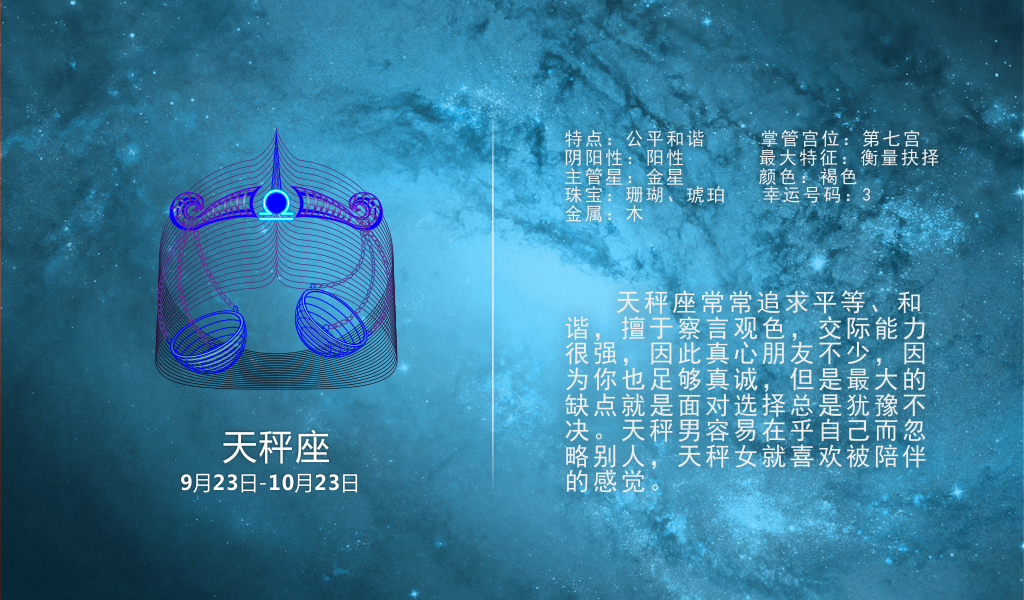 特点：公平和谐 掌管宫位：第七宫
阴阳性：阳性 最大特征：衡量抉择
主管星：金星 颜色：褐色
珠宝：珊瑚、琥珀 幸运号码：3
金属：木
天秤座常常追求平等、和
谐，擅于察言观色，交际能力
很强，因此真心朋友不少，因
为你也足够真诚，但是最大的
缺点就是面对选择总是犹豫不
决。天秤男容易在乎自己而忽
略别人，天秤女就喜欢被陪伴
的感觉。
天秤座
9月23日-10月23日